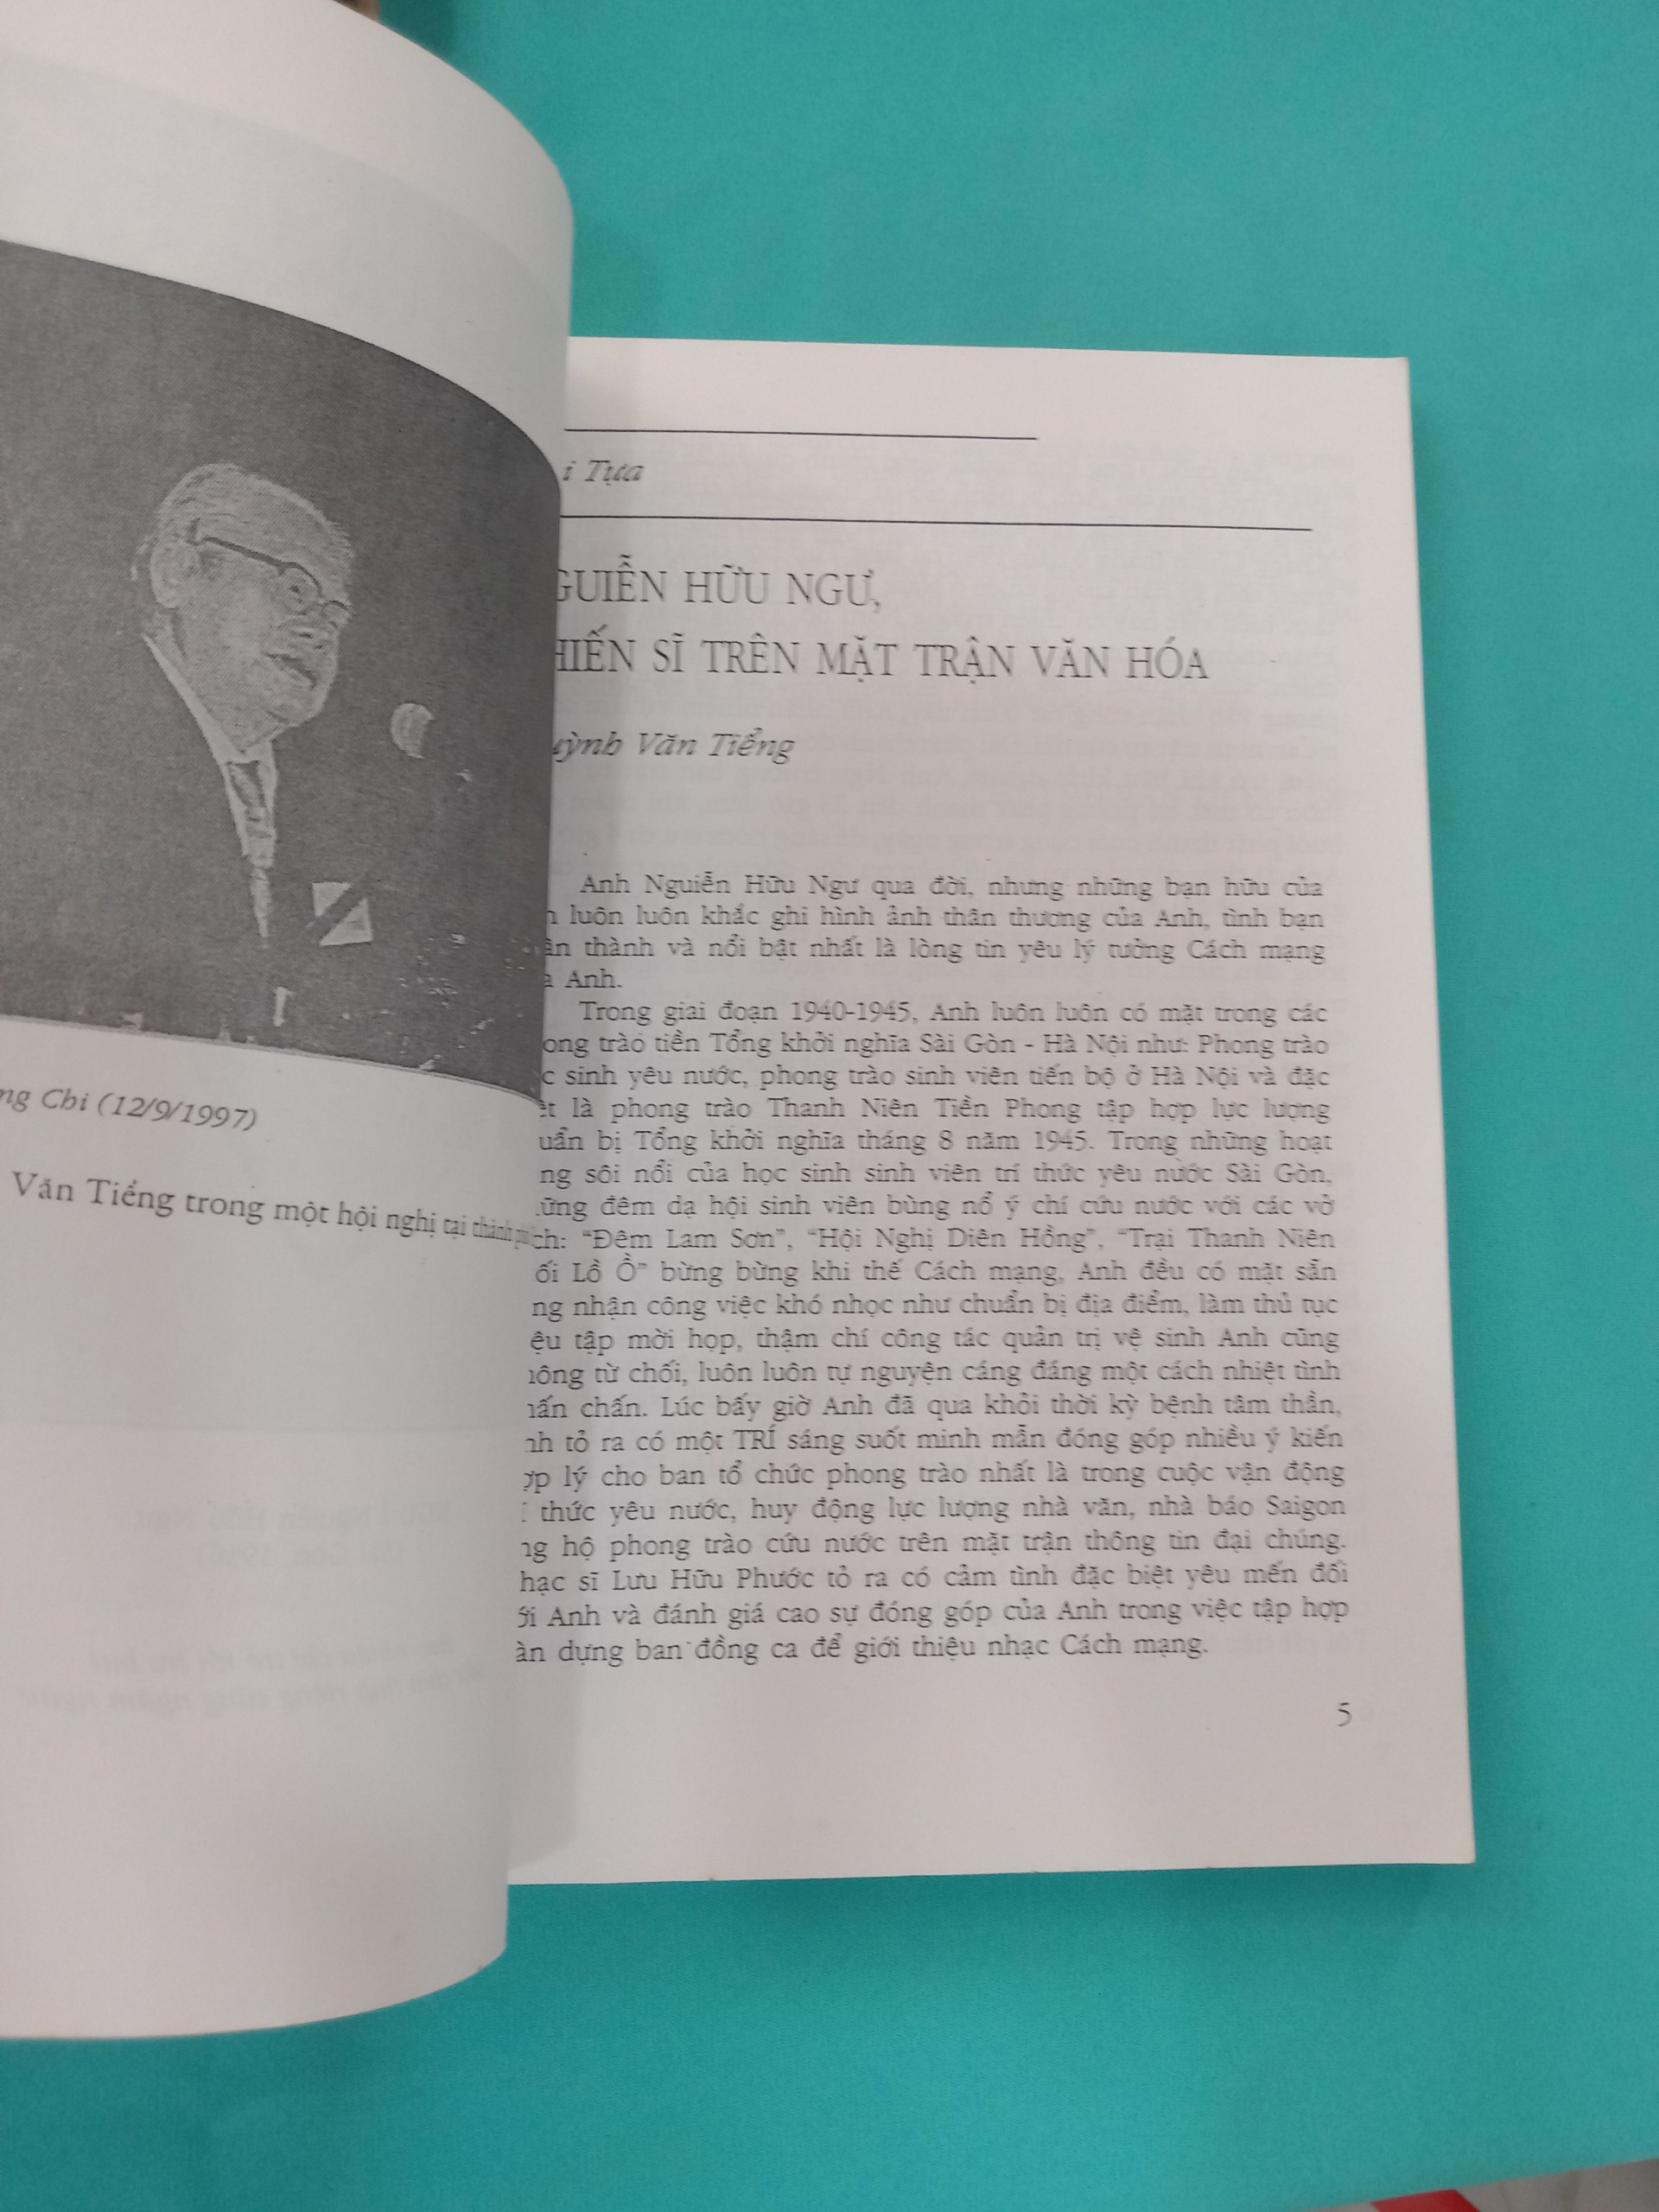 ng Chi (12/9/1997)
Văn Tiểng trong một hội nghị tại thành
i Tựa
GUIỄN HỮU NGƯ,
HIẾN SĨ TRÊN MẶT TRẬN VĂN HÓA
uỳnh Văn Tiểng
Anh Nguiễn Hữu Ngư qua đời, nhưng những bạn hữu của
h luôn luôn khắc ghi hình ảnh thân thương của Anh, tình bạn
ân thành và nổi bật nhất là lòng tin yêu lý tưởng Cách mạng
a Anh.
Trong giai đoạn 1940-1945, Anh luôn luôn có mặt trong các
ong trào tiền Tổng khởi nghĩa Sài Gòn - Hà Nội như: Phong trào
c sinh yêu nước, phong trào sinh viên tiến bộ ở Hà Nội và đặc
ệt là phong trào Thanh Niên Tiền Phong tập hợp lực lượng
uẩn bị Tổng khởi nghĩa tháng 8 năm 1945. Trong những hoạt
ng sôi nổi của học sinh sinh viên trí thức yêu nước Sài Gòn,
ững đêm dạ hội sinh viên bùng nổ ý chí cứu nước với các vở
ch: “Đêm Lam Sơn”, “Hội Nghị Diên Hồng”, “Trại Thanh Niên
ối Lồ Ồ” bừng bừng khi thế Cách mạng, Anh đều có mặt sẵn
ng nhận công việc khó nhọc như chuẩn bị địa điểm, làm thủ tục
ệu tập mời họp, thậm chí công tác quản trị vệ sinh Anh cũng
hông từ chối, luôn luôn tự nguyện cáng đáng một cách nhiệt tình
hấn chấn. Lúc bấy giờ Anh đã qua khỏi thời kỳ bệnh tâm thần,
nh tỏ ra có một TRÍ sáng suốt minh mẫn đóng góp nhiều ý kiến
ợp lý cho ban tổ chức phong trào nhất là trong cuộc vận động
í thức yêu nước, huy động lực lượng nhà văn, nhà báo Saigon
ng hộ phong trào cứu nước trên mặt trận thông tin đại chúng.
hạc sĩ Lưu Hữu Phước tỏ ra có cảm tình đặc biệt yêu mến đối
ới Anh và đánh giá cao sự đóng góp của Anh trong việc tập hợp
àn dựng ban đồng ca để giới thiệu nhạc Cách mạng.
5